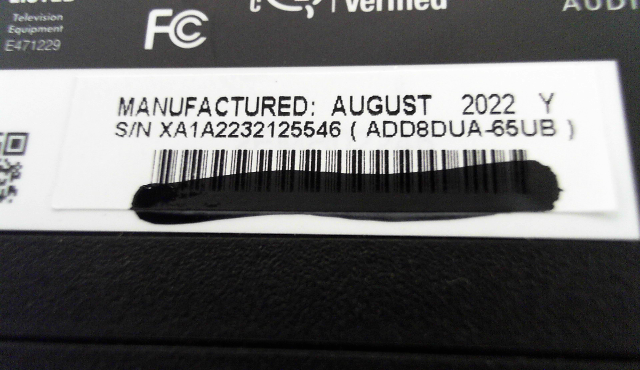 Television
Equipment
E471229
FC
Verified
MANUFACTURED: AUGUST 2022 Y
S/N XA1A2232125546 ( ADD8DUA-65UB )